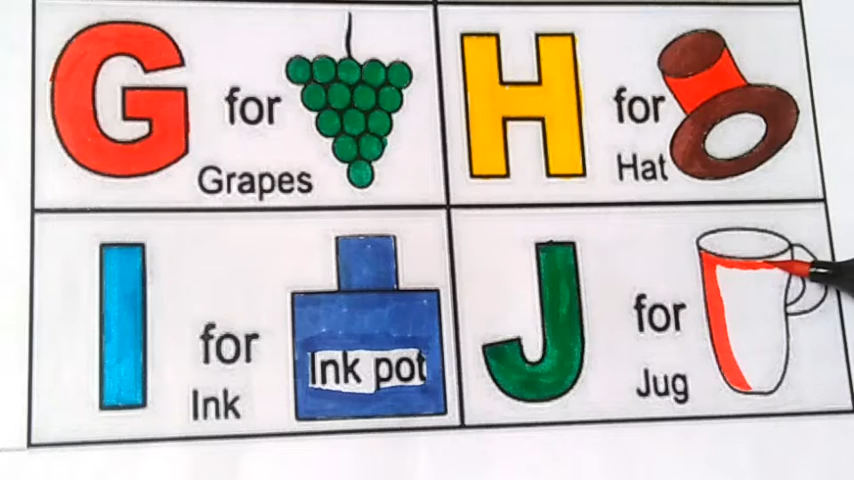 G for
Grapes
H for
Hat
I for
Ink
Ink pot
J for
Jug